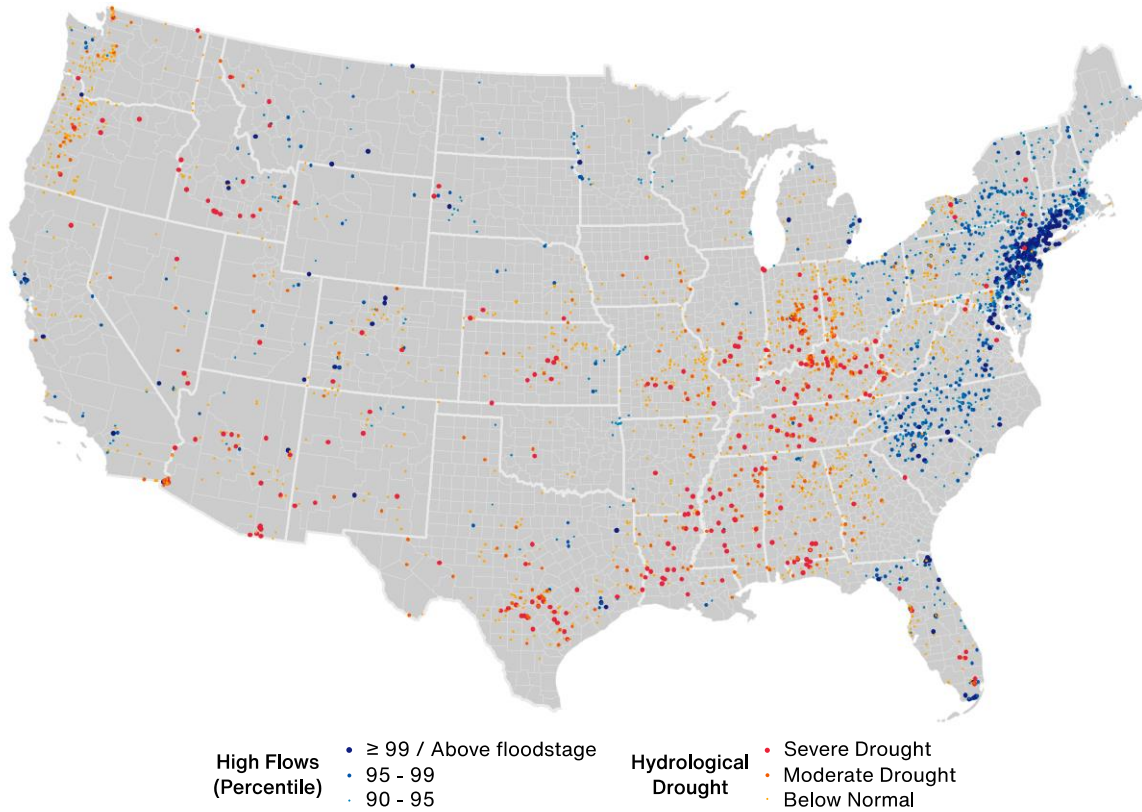 High Flows
(Percentile)
≥ 99 / Above floodstage
95 - 99
90 - 95
Hydrological
Drought
Severe Drought
Moderate Drought
Below Normal